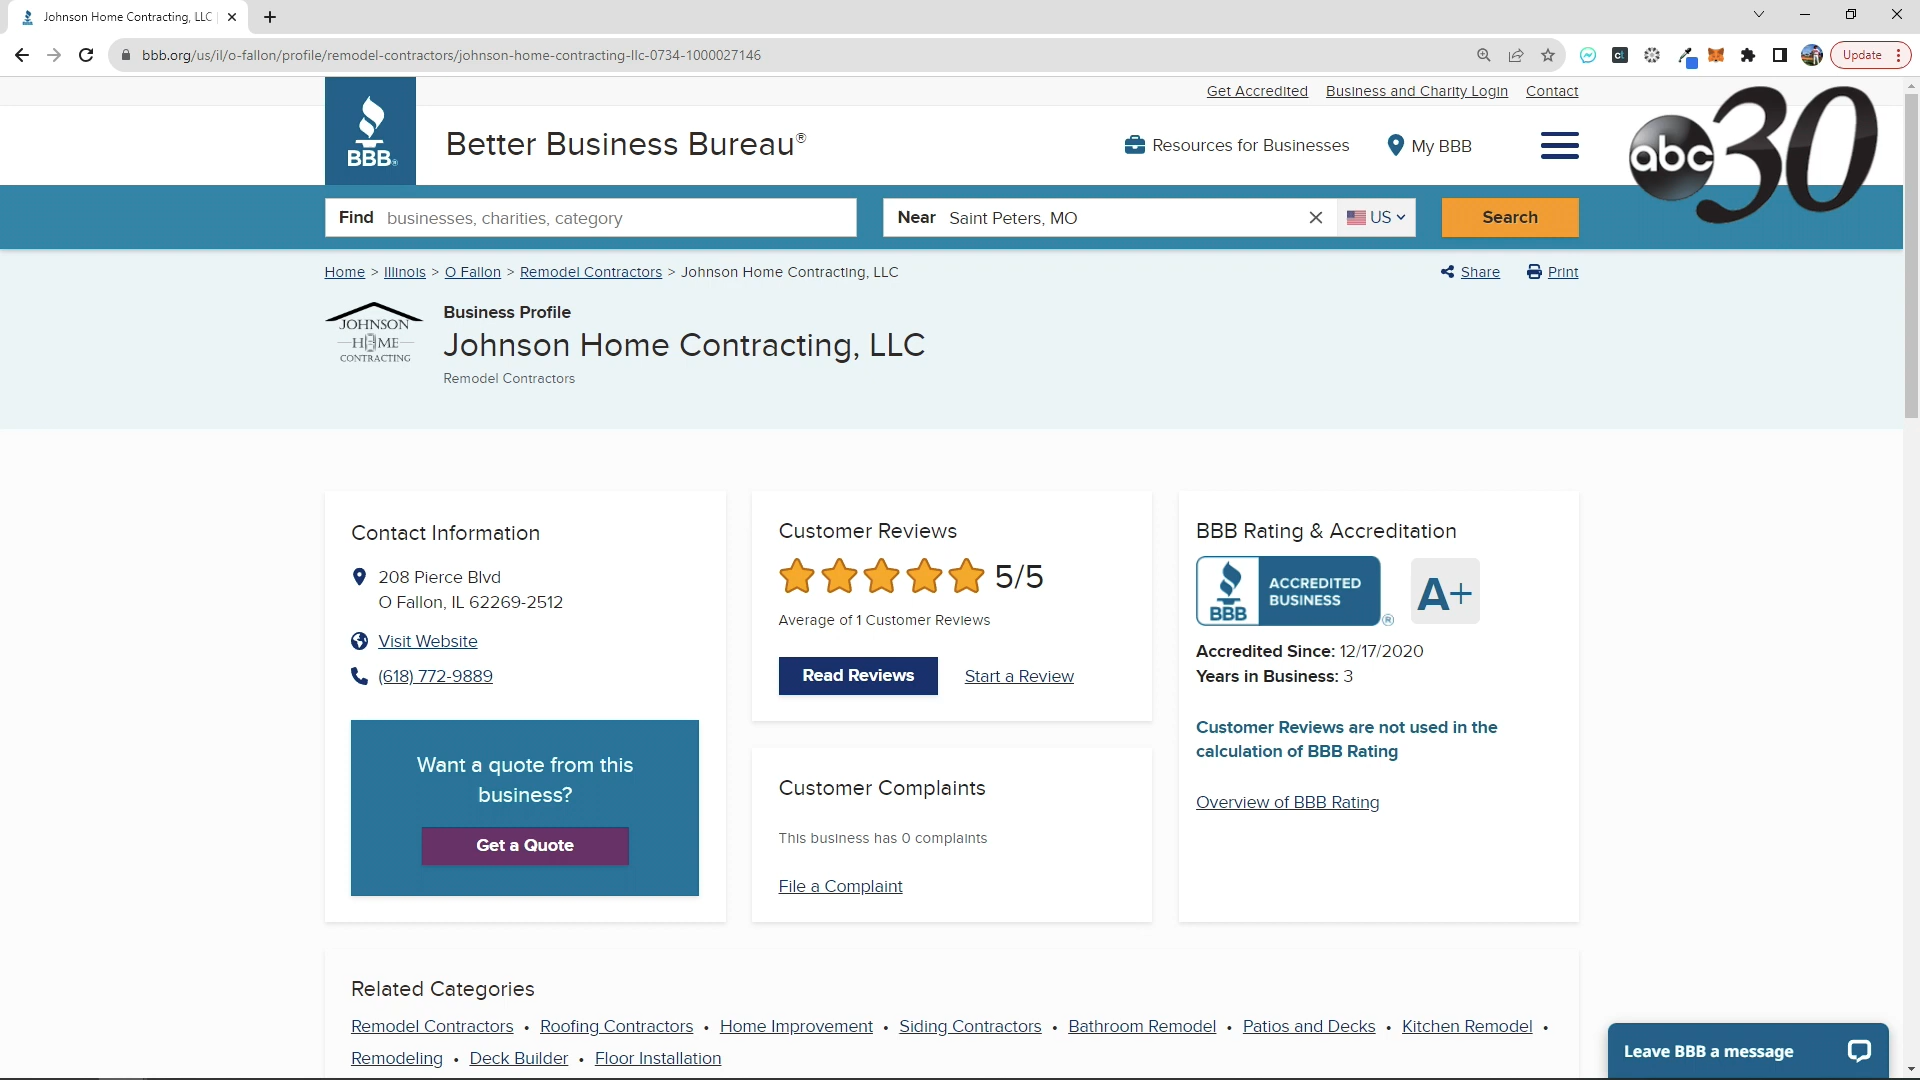 Johnson Home Contracting, LLC
bbb.org/us/il/o-fallon/profile/remodel-contractors/johnson-home-contracting-llc-0734-1000027146
Update
Get Accredited Business and Charity Login Contact
BBB®
Better Business Bureau®
Resources for Businesses My BBB
abc 30
Find businesses, charities, category Near Saint Peters, MO US Search
Home > Illinois > O Fallon > Remodel Contractors > Johnson Home Contracting, LLC
Share Print
JOHNSON
HOME
CONTRACTING
Business Profile
Johnson Home Contracting, LLC
Remodel Contractors
Contact Information
208 Pierce Blvd
O Fallon, IL 62269-2512
Visit Website
(618) 772-9889
Want a quote from this
business?
Get a Quote
Customer Reviews
5/5
Average of 1 Customer Reviews
Read Reviews Start a Review
Customer Complaints
This business has 0 complaints
File a Complaint
BBB Rating & Accreditation
BBB
ACCREDITED
BUSINESS
®
A+
Accredited Since: 12/17/2020
Years in Business: 3
Customer Reviews are not used in the
calculation of BBB Rating
Overview of BBB Rating
Related Categories
Remodel Contractors • Roofing Contractors • Home Improvement • Siding Contractors • Bathroom Remodel • Patios and Decks • Kitchen Remodel •
Remodeling • Deck Builder • Floor Installation
Leave BBB a message